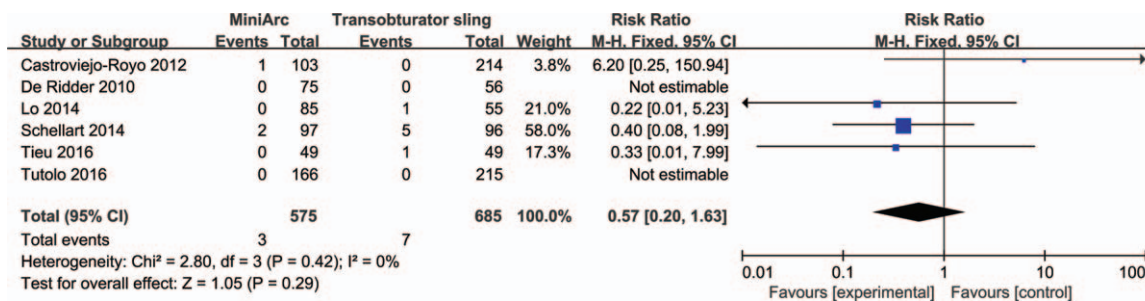 MiniArc Transobturator sling Risk Ratio Risk Ratio
Study or Subgroup Events Total Events Total Weight M-H. Fixed. 95% CI M-H. Fixed. 95% CI
Castroviejo-Royo 2012 1 103 0 214 3.8% 6.20 [0.25, 150.94]
De Ridder 2010 0 75 0 56 Not estimable
Lo 2014 0 85 1 55 21.0% 0.22 [0.01, 5.23]
Schellart 2014 2 97 5 96 58.0% 0.40 [0.08, 1.99]
Tieu 2016 0 49 1 49 17.3% 0.33 [0.01, 7.99]
Tutolo 2016 0 166 0 215 Not estimable
Total (95% CI) 575 685 100.0% 0.57 [0.20, 1.63]
Total events 3 7
Heterogeneity: Chi² = 2.80, df = 3 (P = 0.42); I² = 0%
Test for overall effect: Z = 1.05 (P = 0.29)
0.01 0.1 1 10 100
Favours [experimental] Favours [control]